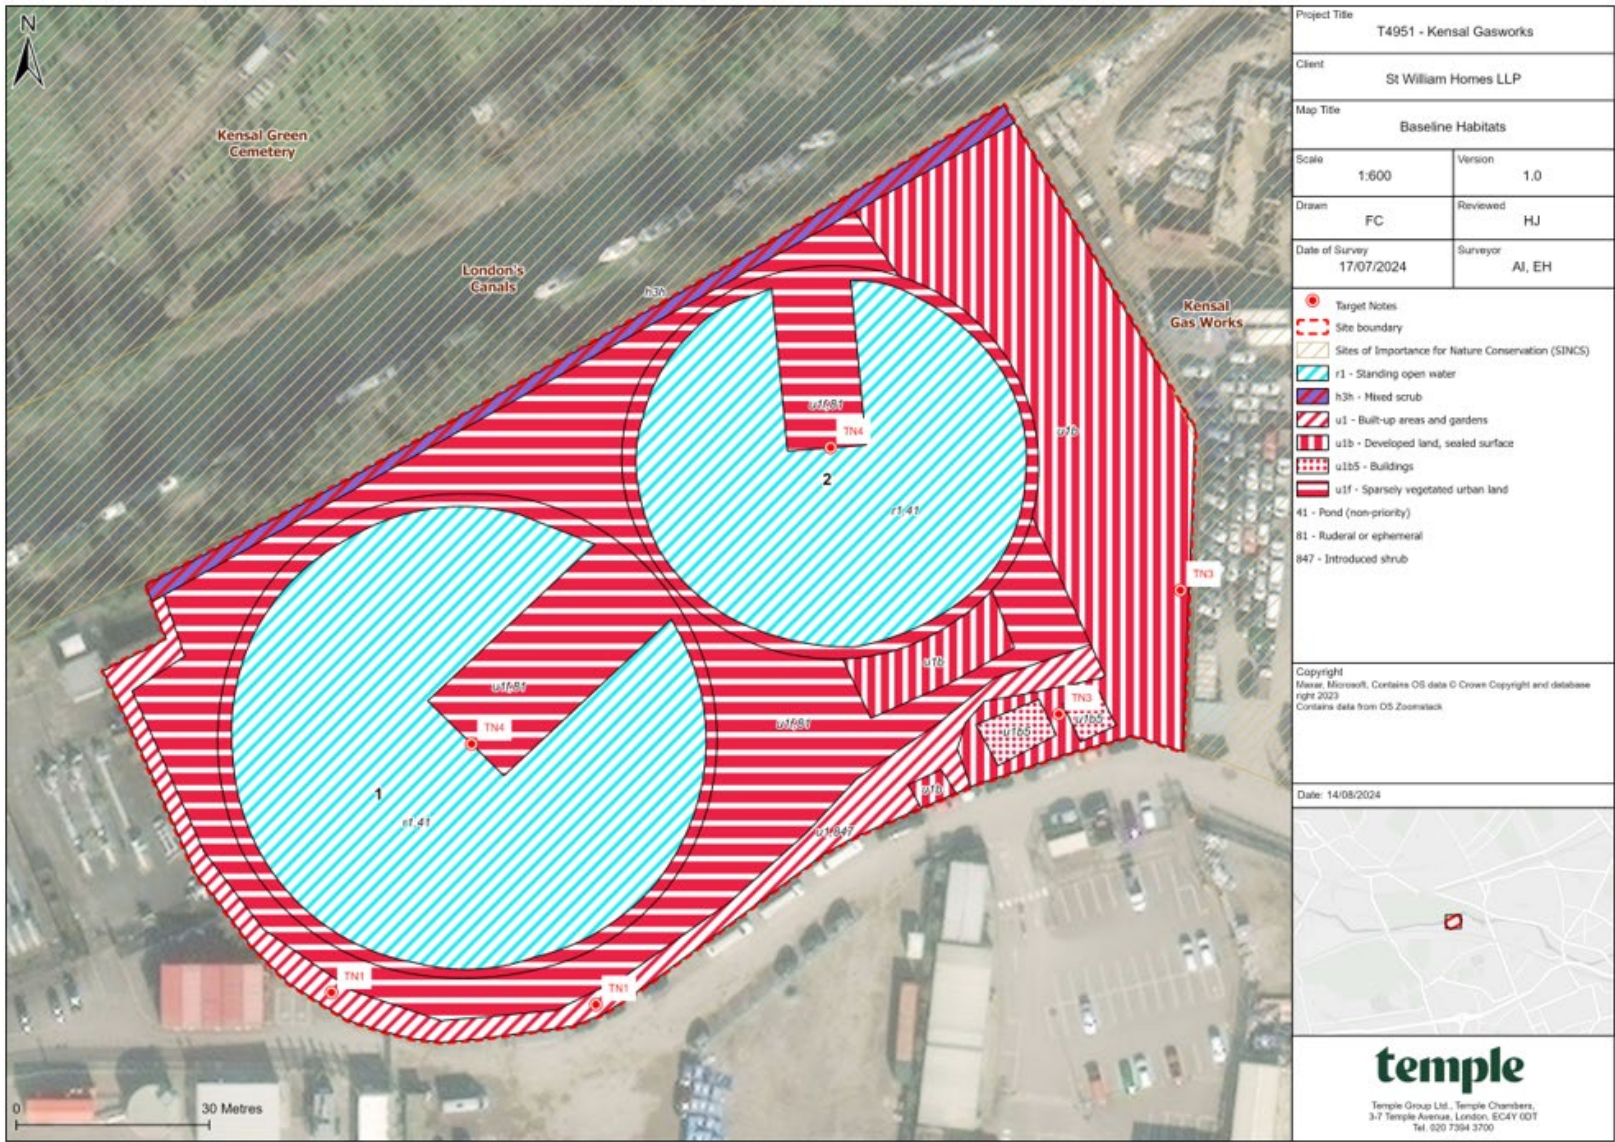 N
Kensal Green
Cemetery
London's
Canals
h3h
Kensal
Gas Works
u1f,81
TN4
2
u1b
r1,41
TN3
u1b
u1f,81
TN4
u1f,81
TN3
u1b5
u1b5
u1b
1
r1,41
u1,847
TN1
TN1
0
30 Metres
Project Title
T4951 - Kensal Gasworks
Client
St William Homes LLP
Map Title
Baseline Habitats
Scale
1:600
Version
1.0
Drawn
FC
Reviewed
HJ
Date of Survey
17/07/2024
Surveyor
AI, EH
Target Notes
Site boundary
Sites of Importance for Nature Conservation (SINCS)
r1 - Standing open water
h3h - Mixed scrub
u1 - Built-up areas and gardens
u1b - Developed land, sealed surface
u1b5 - Buildings
u1f - Sparsely vegetated urban land
41 - Pond (non-priority)
81 - Ruderal or ephemeral
847 - Introduced shrub
Copyright
Maxar, Microsoft, Contains OS data © Crown Copyright and database
right 2023
Contains data from OS Zoomstack
Date: 14/08/2024
temple
Temple Group Ltd., Temple Chambers,
3-7 Temple Avenue, London, EC4Y 0DT
Tel. 020 7394 3700